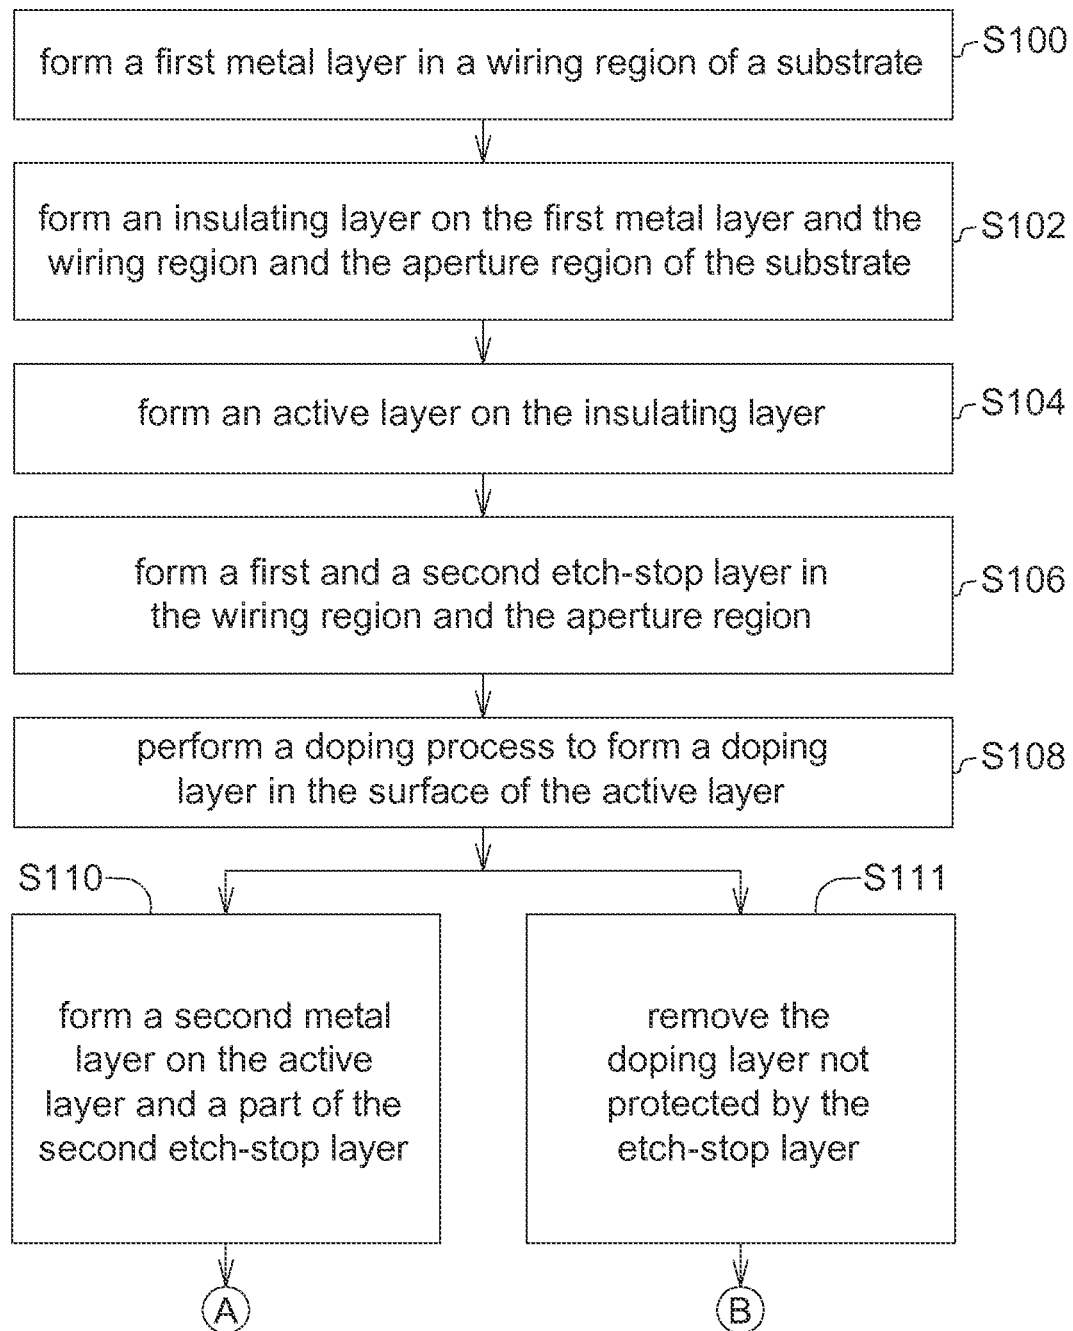 form a first metal layer in a wiring region of a substrate
S100
form an insulating layer on the first metal layer and the
wiring region and the aperture region of the substrate
S102
form an active layer on the insulating layer
S104
form a first and a second etch-stop layer in
the wiring region and the aperture region
S106
perform a doping process to form a doping
layer in the surface of the active layer
S108
S110
form a second metal
layer on the active
layer and a part of the
second etch-stop layer
A
S111
remove the
doping layer not
protected by the
etch-stop layer
B